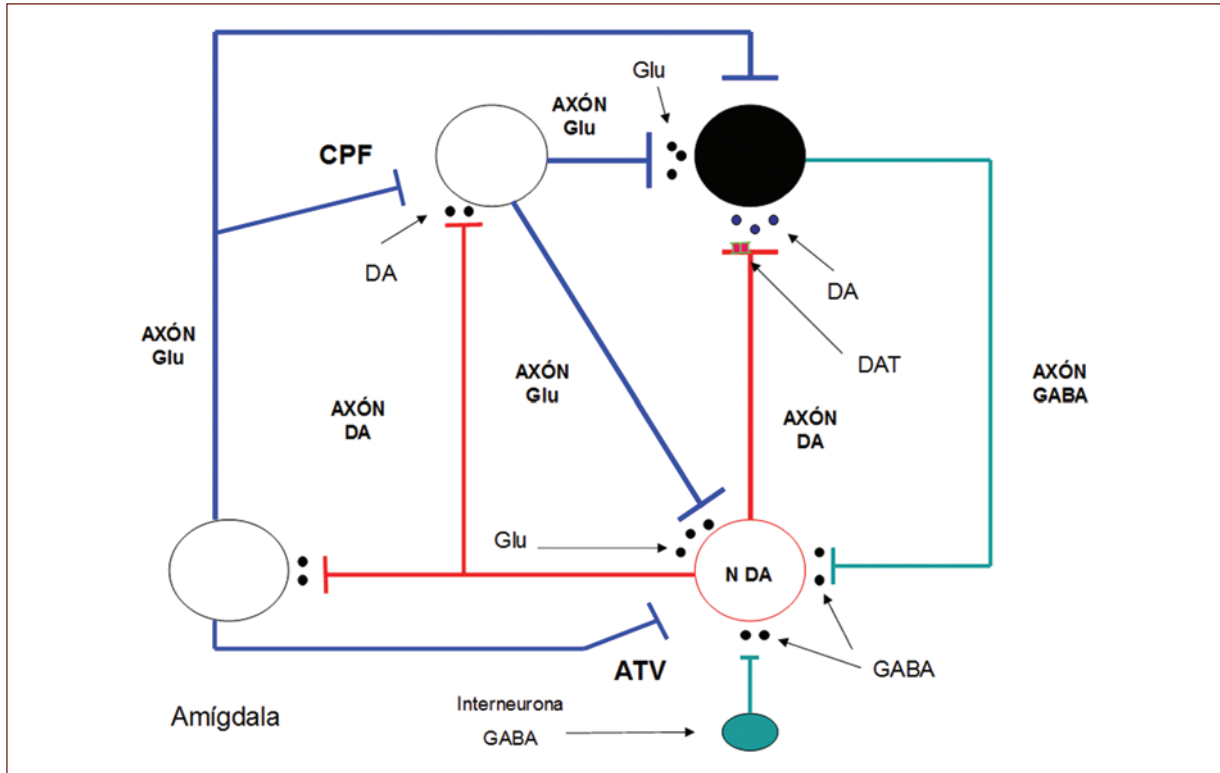 Glu
AXÓN
Glu
CPF
DA
DA
AXÓN
Glu
DAT
AXÓN
Glu
AXÓN
GABA
AXÓN
DA
AXÓN
DA
Glu
N DA
ATV
GABA
Interneurona
GABA
Amígdala